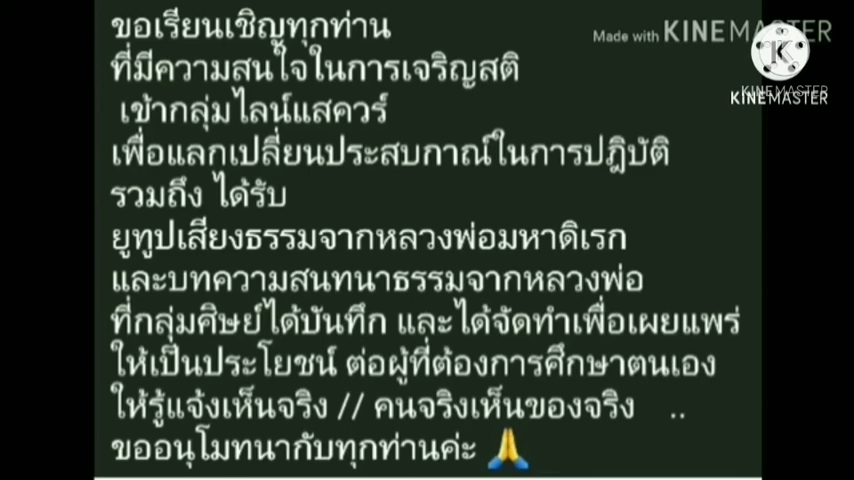 ขอเรียนเชิญทุกท่าน
ที่มีความสนใจในการเจริญสติ
เข้ากลุ่มไลน์แสควร์
เพื่อแลกเปลี่ยนประสบกาณ์ในการปฎิบัติ
รวมถึง ได้รับ
ยูทูปเสียงธรรมจากหลวงพ่อมหาดิเรก
และบทความสนทนาธรรมจากหลวงพ่อ
ที่กลุ่มศิษย์ได้บันทึก และได้จัดทำเพื่อเผยแพร่
ให้เป็นประโยชน์ ต่อผู้ที่ต้องการศึกษาตนเอง
ให้รู้แจ้งเห็นจริง // คนจริงเห็นของจริง ..
ขออนุโมทนากับทุกท่านค่ะ 🙏
Made with KINEMASTER
K
KINEMASTER
KINEMASTER